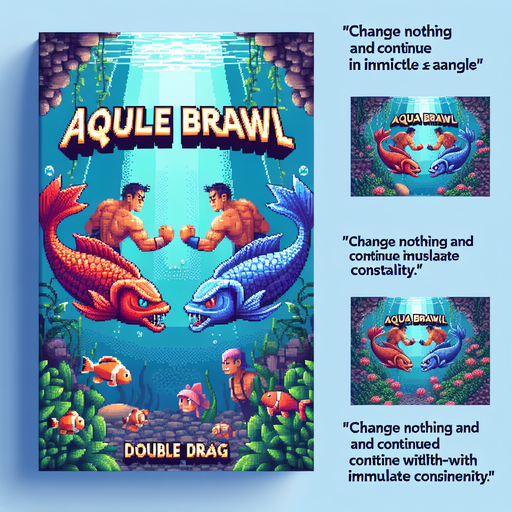 AQULE BRAWL
DOUBLE DRAG
"Change nothing
and continue
in inmictle ɛ aangle"
AQUA BRAWL
"Change nothing and
continue inuslaate
constality."
AQUA BRAWL
"Change nothing and
and continued
contine witlth-with
immulate consinenity."